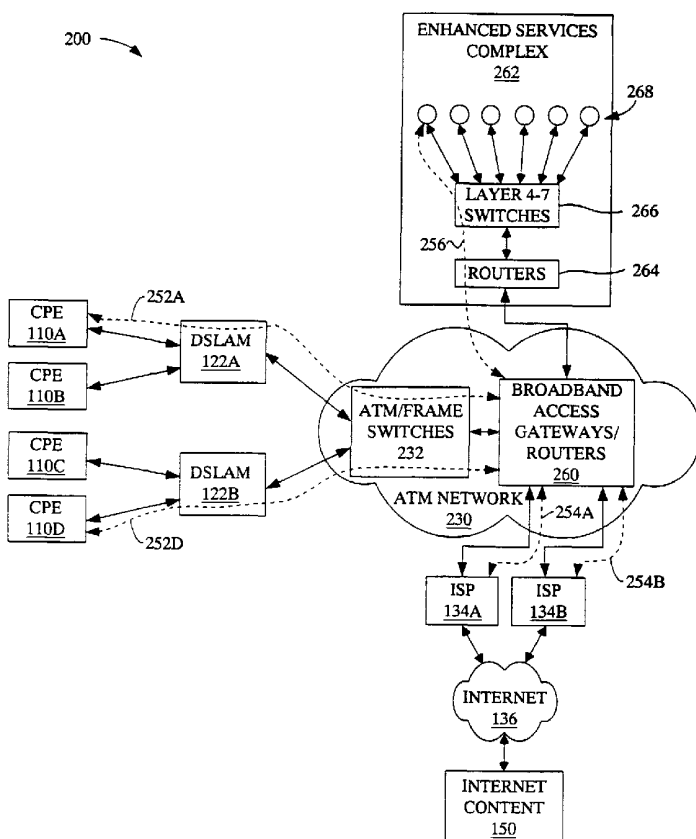 200
ENHANCED SERVICES
COMPLEX
262
268
LAYER 4-7
SWITCHES
266
256
ROUTERS
264
252A
CPE
110A
DSLAM
122A
CPE
110B
BROADBAND
ACCESS
GATEWAYS/
ROUTERS
260
ATM/FRAME
SWITCHES
232
CPE
110C
DSLAM
122B
CPE
110D
252D
ATM NETWORK
230
254A
254B
ISP
134A
ISP
134B
INTERNET
136
INTERNET
CONTENT
150